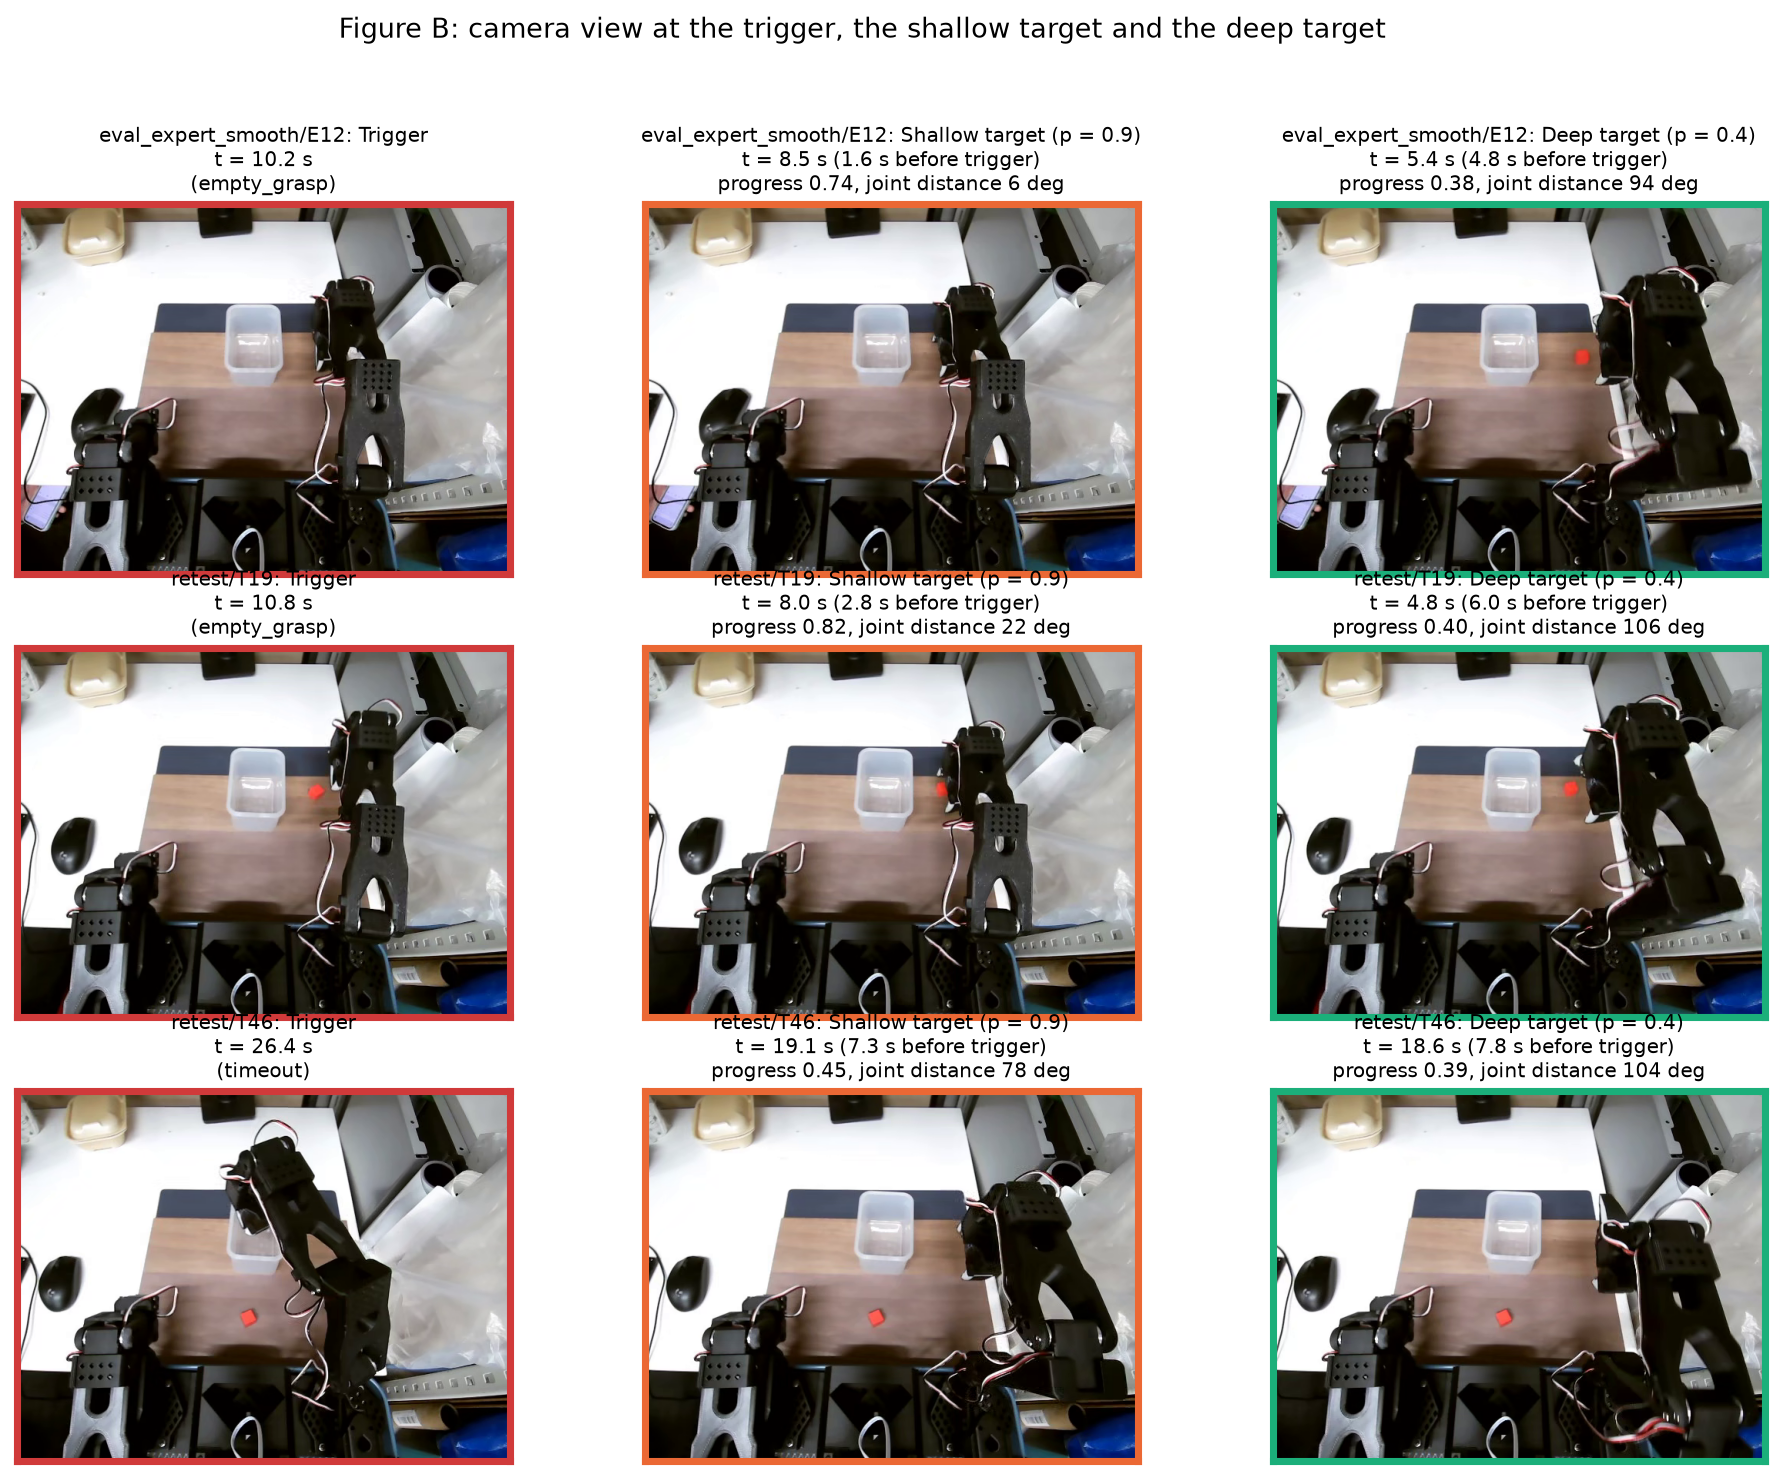 Figure B: camera view at the trigger, the shallow target and the deep target
eval_expert_smooth/E12: Trigger
t = 10.2 s
(empty_grasp)
eval_expert_smooth/E12: Shallow target (p = 0.9)
t = 8.5 s (1.6 s before trigger)
progress 0.74, joint distance 6 deg
eval_expert_smooth/E12: Deep target (p = 0.4)
t = 5.4 s (4.8 s before trigger)
progress 0.38, joint distance 94 deg
retest/T19: Trigger
t = 10.8 s
(empty_grasp)
retest/T19: Shallow target (p = 0.9)
t = 8.0 s (2.8 s before trigger)
progress 0.82, joint distance 22 deg
retest/T19: Deep target (p = 0.4)
t = 4.8 s (6.0 s before trigger)
progress 0.40, joint distance 106 deg
retest/T46: Trigger
t = 26.4 s
(timeout)
retest/T46: Shallow target (p = 0.9)
t = 19.1 s (7.3 s before trigger)
progress 0.45, joint distance 78 deg
retest/T46: Deep target (p = 0.4)
t = 18.6 s (7.8 s before trigger)
progress 0.39, joint distance 104 deg